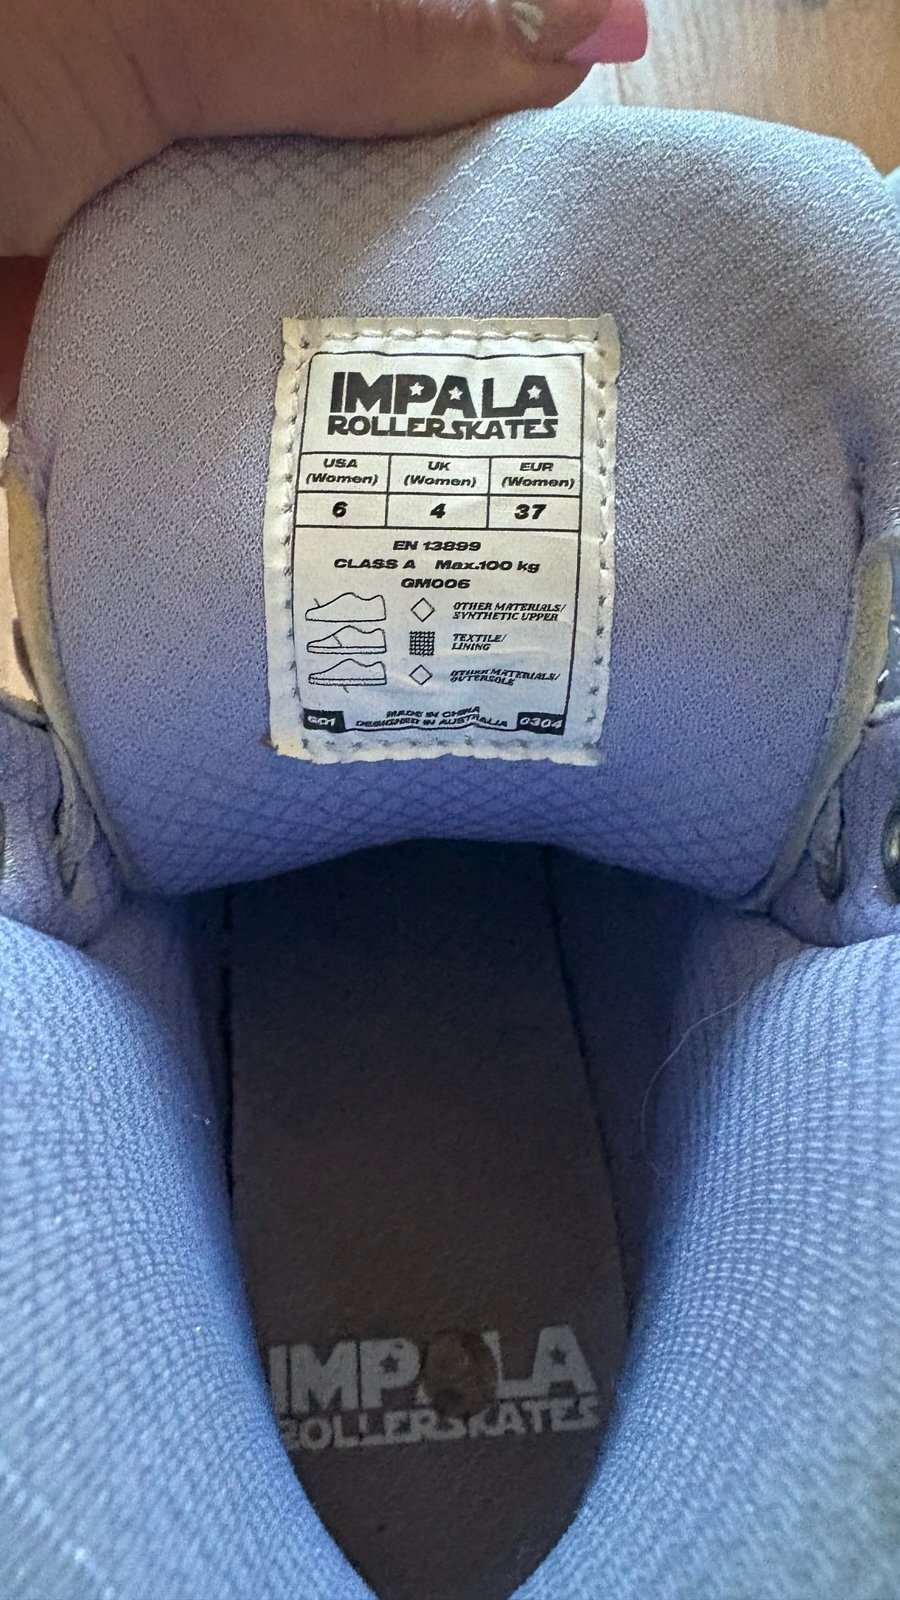 IMPALA
ROLLERSKATES
USA (Women) UK (Women) EUR (Women)
6 4 37
EN 13899
CLASS A Max.100 kg
GM006
OTHER MATERIALS/
SYNTHETIC UPPER
TEXTILE/
LINING
OTHER MATERIALS/
OUTERSOLE
MADE IN CHINA
DESIGNED IN AUSTRALIA 0304
IMPALA
ROLLERSKATES